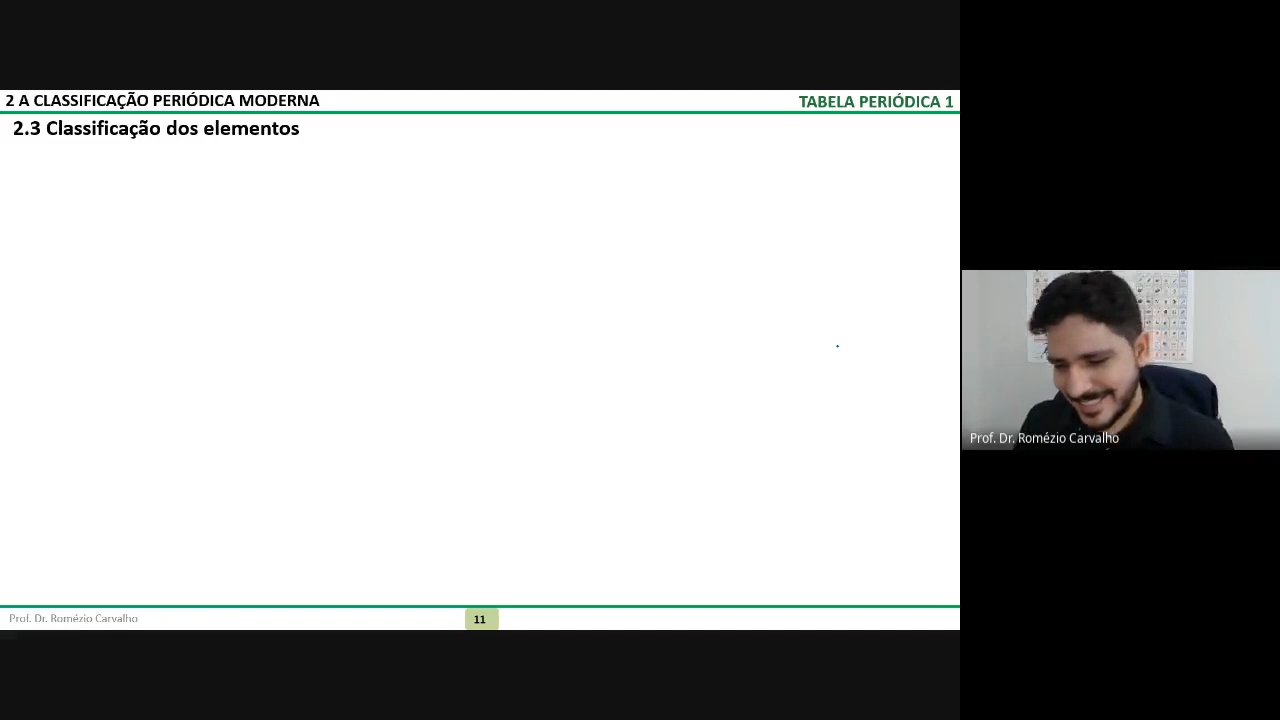 2 A CLASSIFICAÇÃO PERIÓDICA MODERNA
TABELA PERIÓDICA 1
2.3 Classificação dos elementos
Prof. Dr. Romézio Carvalho
Prof. Dr. Romézio Carvalho
11